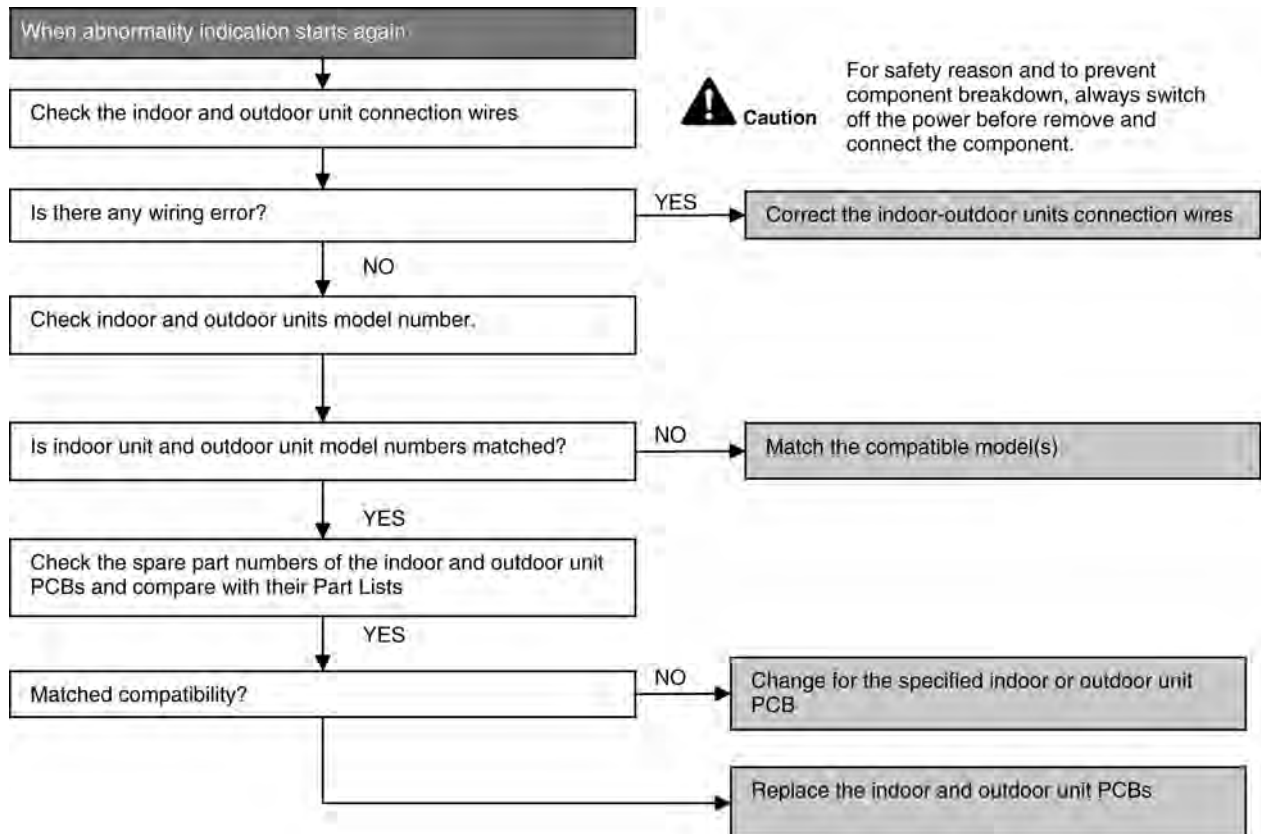 When abnormality indication starts again
Check the indoor and outdoor unit connection wires
Caution
For safety reason and to prevent
component breakdown, always switch
off the power before remove and
connect the component.
Is there any wiring error?
YES
Correct the indoor-outdoor units connection wires
NO
Check indoor and outdoor units model number.
Is indoor unit and outdoor unit model numbers matched?
NO
Match the compatible model(s)
YES
Check the spare part numbers of the indoor and outdoor unit
PCBs and compare with their Part Lists
YES
Matched compatibility?
NO
Change for the specified indoor or outdoor unit
PCB
Replace the indoor and outdoor unit PCBs